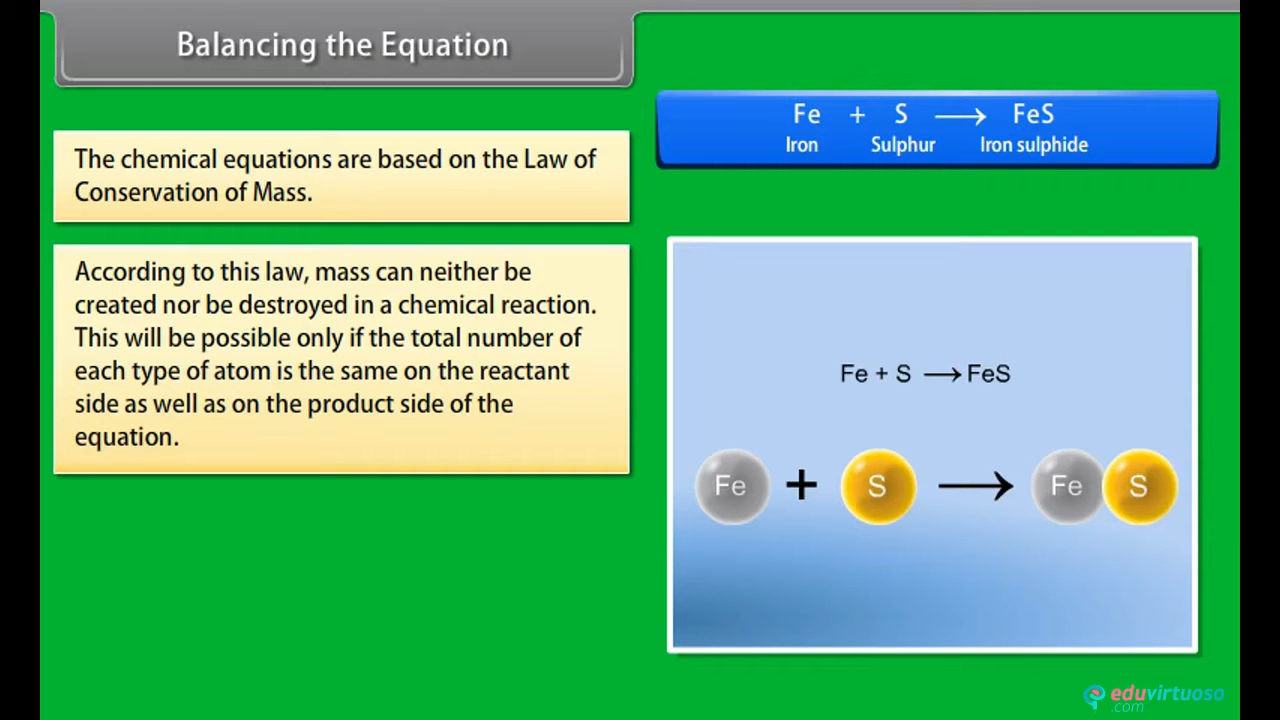 Balancing the Equation
The chemical equations are based on the Law of
Conservation of Mass.
According to this law, mass can neither be
created nor be destroyed in a chemical reaction.
This will be possible only if the total number of
each type of atom is the same on the reactant
side as well as on the product side of the
equation.
Fe + S ⟶ FeS
Iron Sulphur Iron sulphide
Fe + S ⟶ FeS
Fe + S ⟶ Fe S
eduvirtuoso
.com